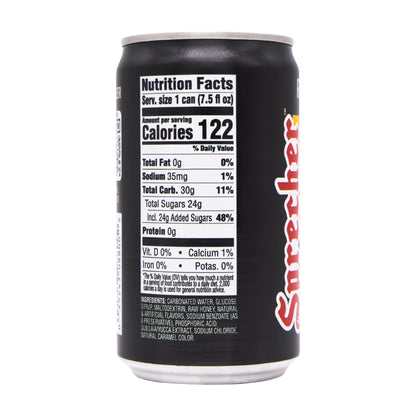 Nutrition Facts
Serv. size 1 can (7.5 fl oz)
Amount per serving
Calories 122
% Daily Value
Total Fat 0g 0%
Sodium 35mg 1%
Total Carb. 30g 11%
Total Sugars 24g
Incl. 24g Added Sugars 48%
Protein 0g
Vit. D 0% • Calcium 1%
Iron 0% • Potas. 0%
*The % Daily Value (DV) tells you how much a nutrient
in a serving of food contributes to a daily diet. 2,000
calories a day is used for general nutrition advice.
INGREDIENTS: CARBONATED WATER, GLUCOSE
SYRUP, MALTODEXTRIN, RAW HONEY, NATURAL
& ARTIFICIAL FLAVORS, SODIUM BENZOATE (AS
A PRESERVATIVE), PHOSPHORIC ACID,
QUILLAIA/YUCCA EXTRACT, SODIUM CHLORIDE,
NATURAL CARAMEL COLOR.
Sprecher